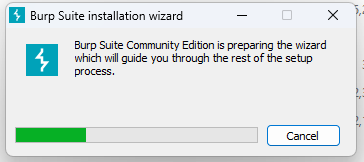 Burp Suite installation wizard
Burp Suite Community Edition is preparing the wizard
which will guide you through the rest of the setup
process.
Cancel